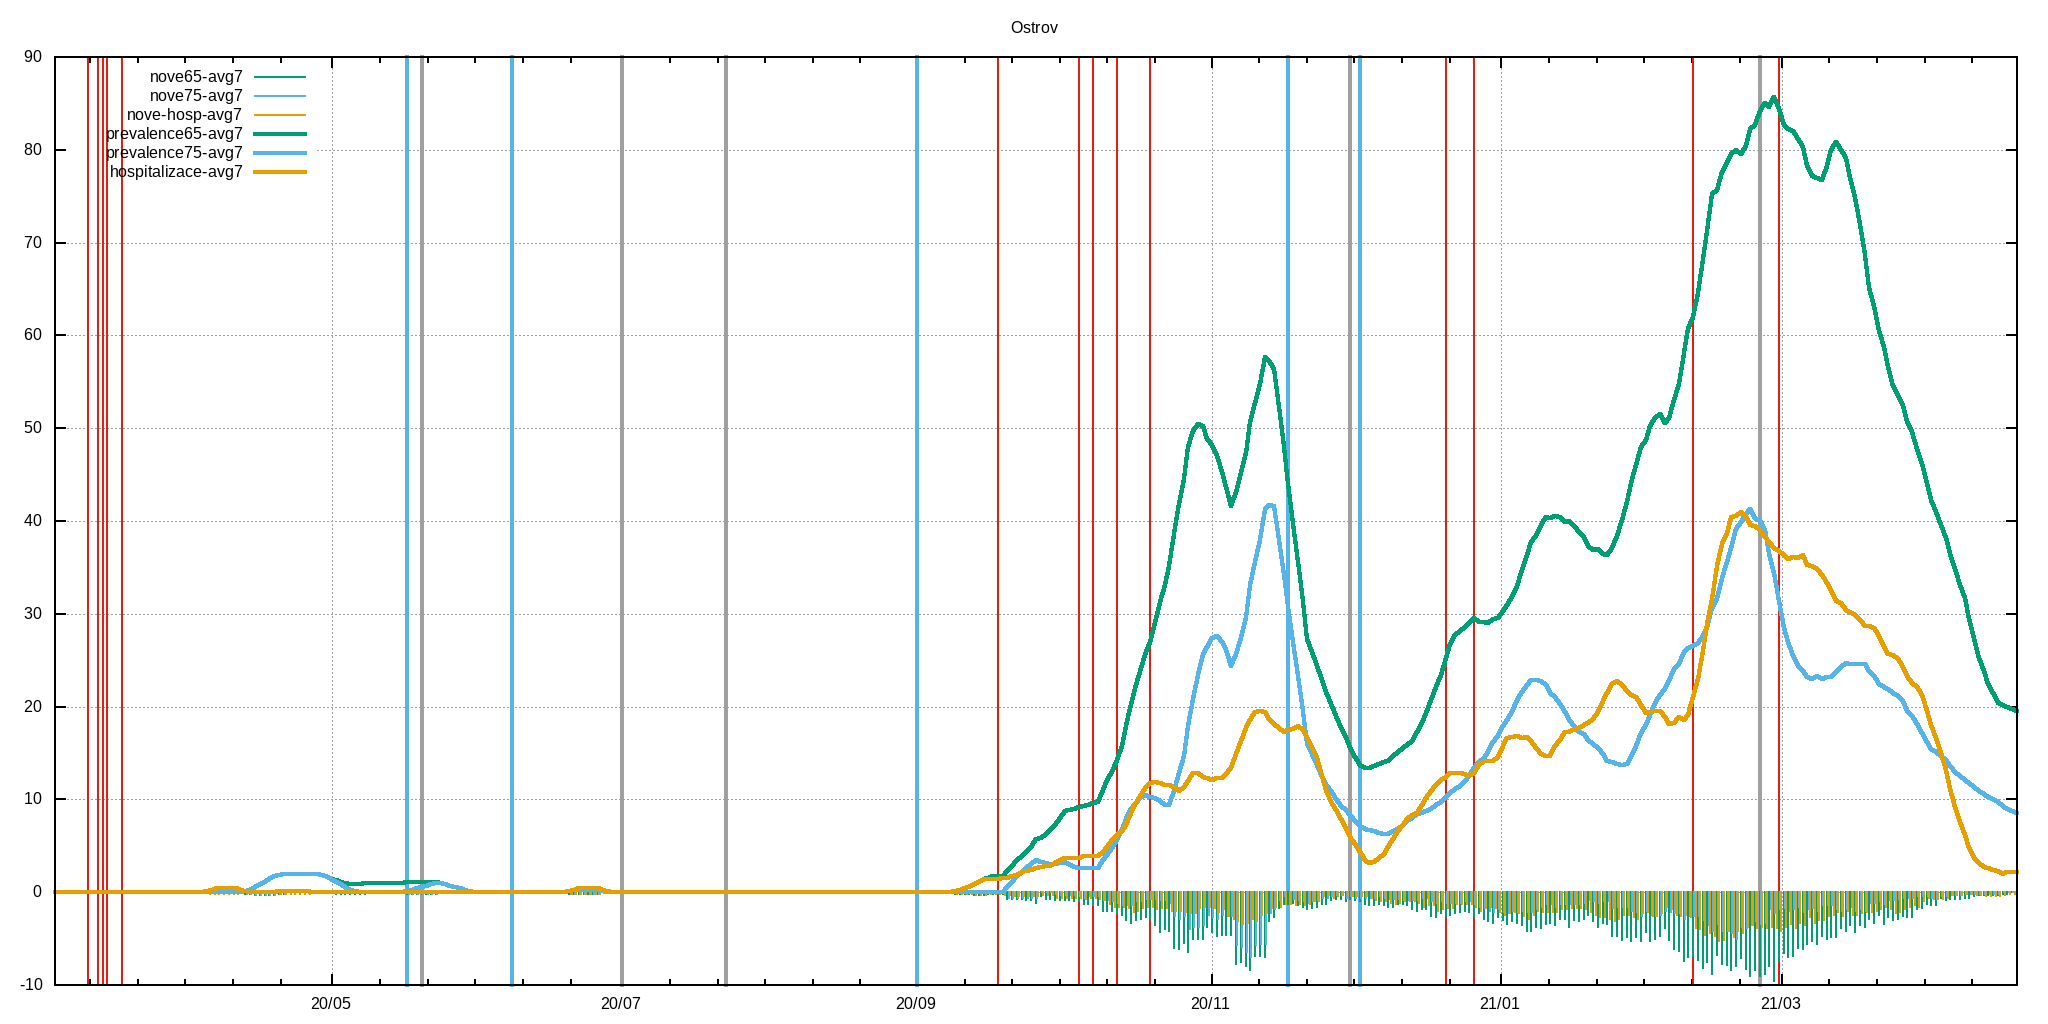 Ostrov
90
80
70
60
50
40
30
20
10
0
-10
nove65-avg7
nove75-avg7
nove-hosp-avg7
prevalence65-avg7
prevalence75-avg7
hospitalizace-avg7
20/05 20/07 20/09 20/11 21/01 21/03